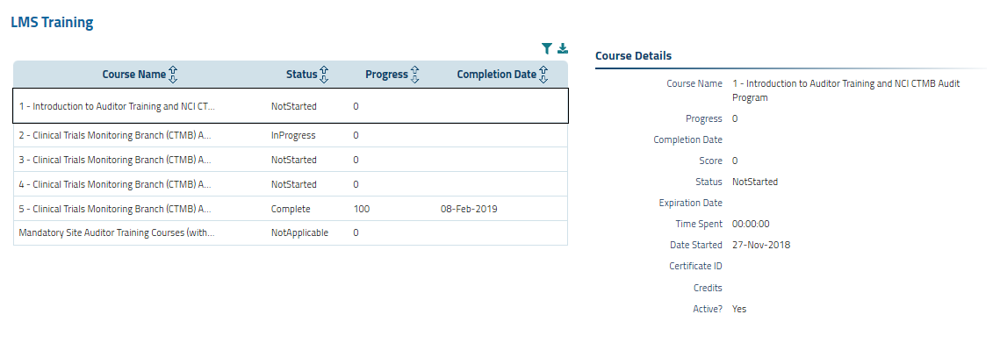 LMS Training
Course Name Status Progress Completion Date
1 - Introduction to Auditor Training and NCI CT... NotStarted 0
2 - Clinical Trials Monitoring Branch (CTMB) A... InProgress 0
3 - Clinical Trials Monitoring Branch (CTMB) A... NotStarted 0
4 - Clinical Trials Monitoring Branch (CTMB) A... NotStarted 0
5 - Clinical Trials Monitoring Branch (CTMB) A... Complete 100 08-Feb-2019
Mandatory Site Auditor Training Courses (with... NotApplicable 0
Course Details
Course Name 1 - Introduction to Auditor Training and NCI CTMB Audit
Program
Progress 0
Completion Date
Score 0
Status NotStarted
Expiration Date
Time Spent 00:00:00
Date Started 27-Nov-2018
Certificate ID
Credits
Active? Yes